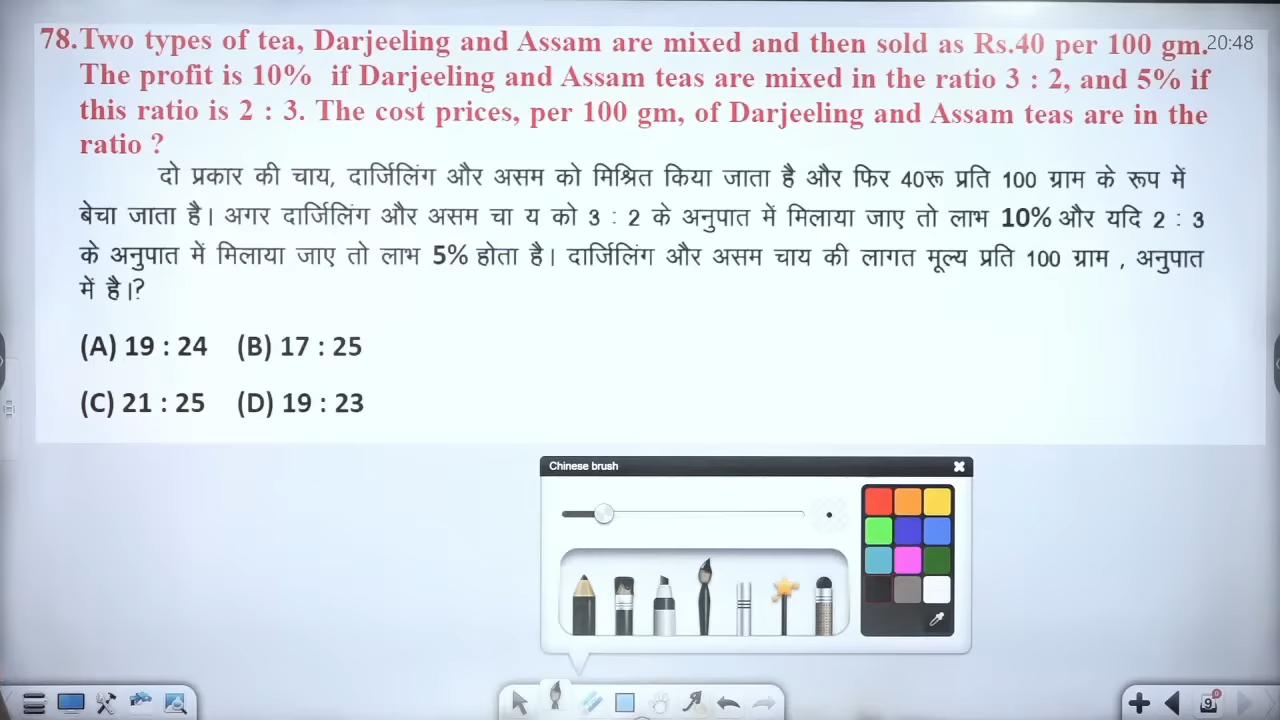 78.Two types of tea, Darjeeling and Assam are mixed and then sold as Rs.40 per 100 gm.
20:48
The profit is 10% if Darjeeling and Assam teas are mixed in the ratio 3 : 2, and 5% if
this ratio is 2 : 3. The cost prices, per 100 gm, of Darjeeling and Assam teas are in the
ratio ?
दो प्रकार की चाय, दार्जिलिंग और असम को मिश्रित किया जाता है और फिर 40रू प्रति 100 ग्राम के रूप में
बेचा जाता है। अगर दार्जिलिंग और असम चा य को 3 : 2 के अनुपात में मिलाया जाए तो लाभ 10% और यदि 2 : 3
के अनुपात में मिलाया जाए तो लाभ 5% होता है। दार्जिलिंग और असम चाय की लागत मूल्य प्रति 100 ग्राम , अनुपात
में है।?
(A) 19 : 24 (B) 17 : 25
(C) 21 : 25 (D) 19 : 23
Chinese brush
9